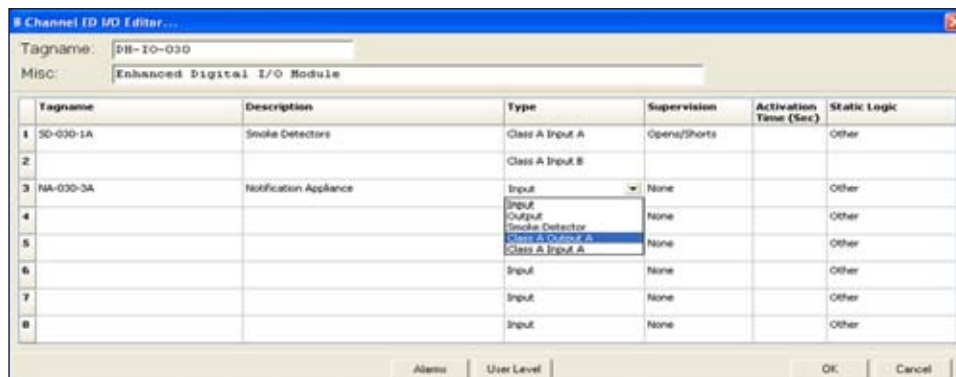 8 Channel ED I/O Editor...
Tagname: DH-IO-030
Misc: Enhanced Digital I/O Module
Tagname Description Type Supervision Activation Time (Sec) Static Logic
1 SD-030-1A Smoke Detectors Class A Input A Opens/Shorts Other
2 Class A Input B
3 NA-030-3A Notification Appliance Input None Other
Input
4 Output None Other
Smoke Detector
Class A Output A
5 Class A Input A None Other
6 Input None Other
7 Input None Other
8 Input None Other
Alarms User Level OK Cancel